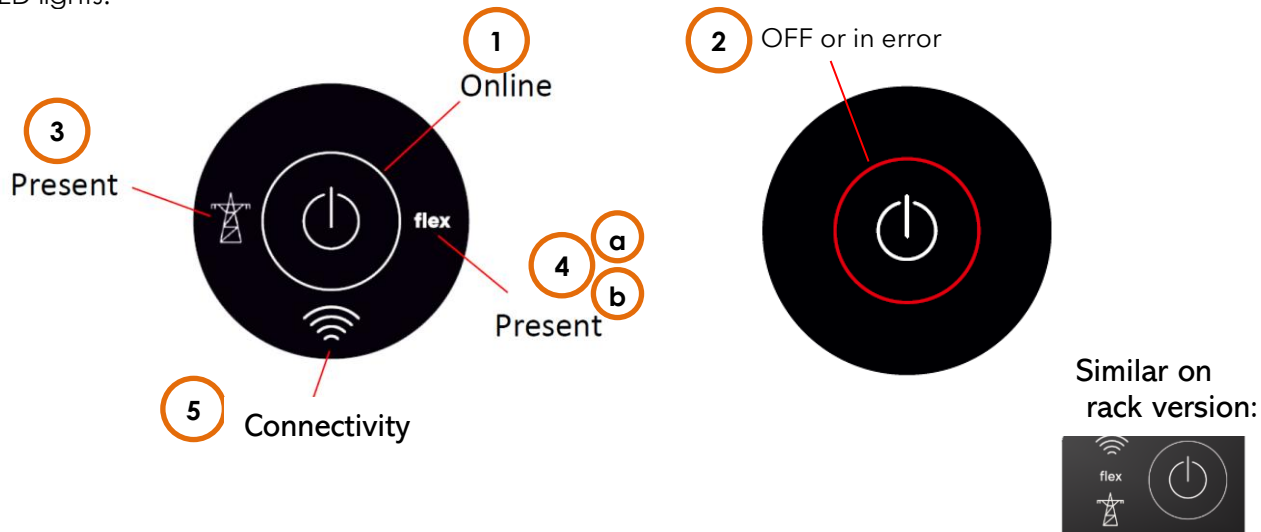 LED lights:
1
Online
2 OFF or in error
3
Present
flex
4 a
b
Present
5 Connectivity
Similar on
rack version:
flex